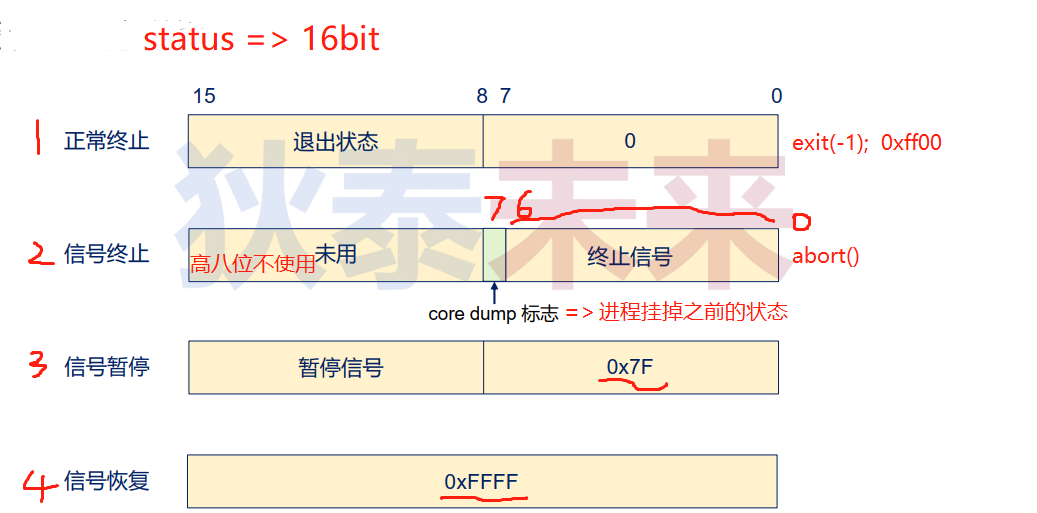 status => 16bit
15 8 7 0
1 正常终止 退出状态 0 exit(-1); 0xff00
狄泰未来
7 6 0
2 信号终止 高八位不使用 未用 终止信号 abort()
core dump 标志 => 进程挂掉之前的状态
3 信号暂停 暂停信号 0x7F
4 信号恢复 0xFFFF